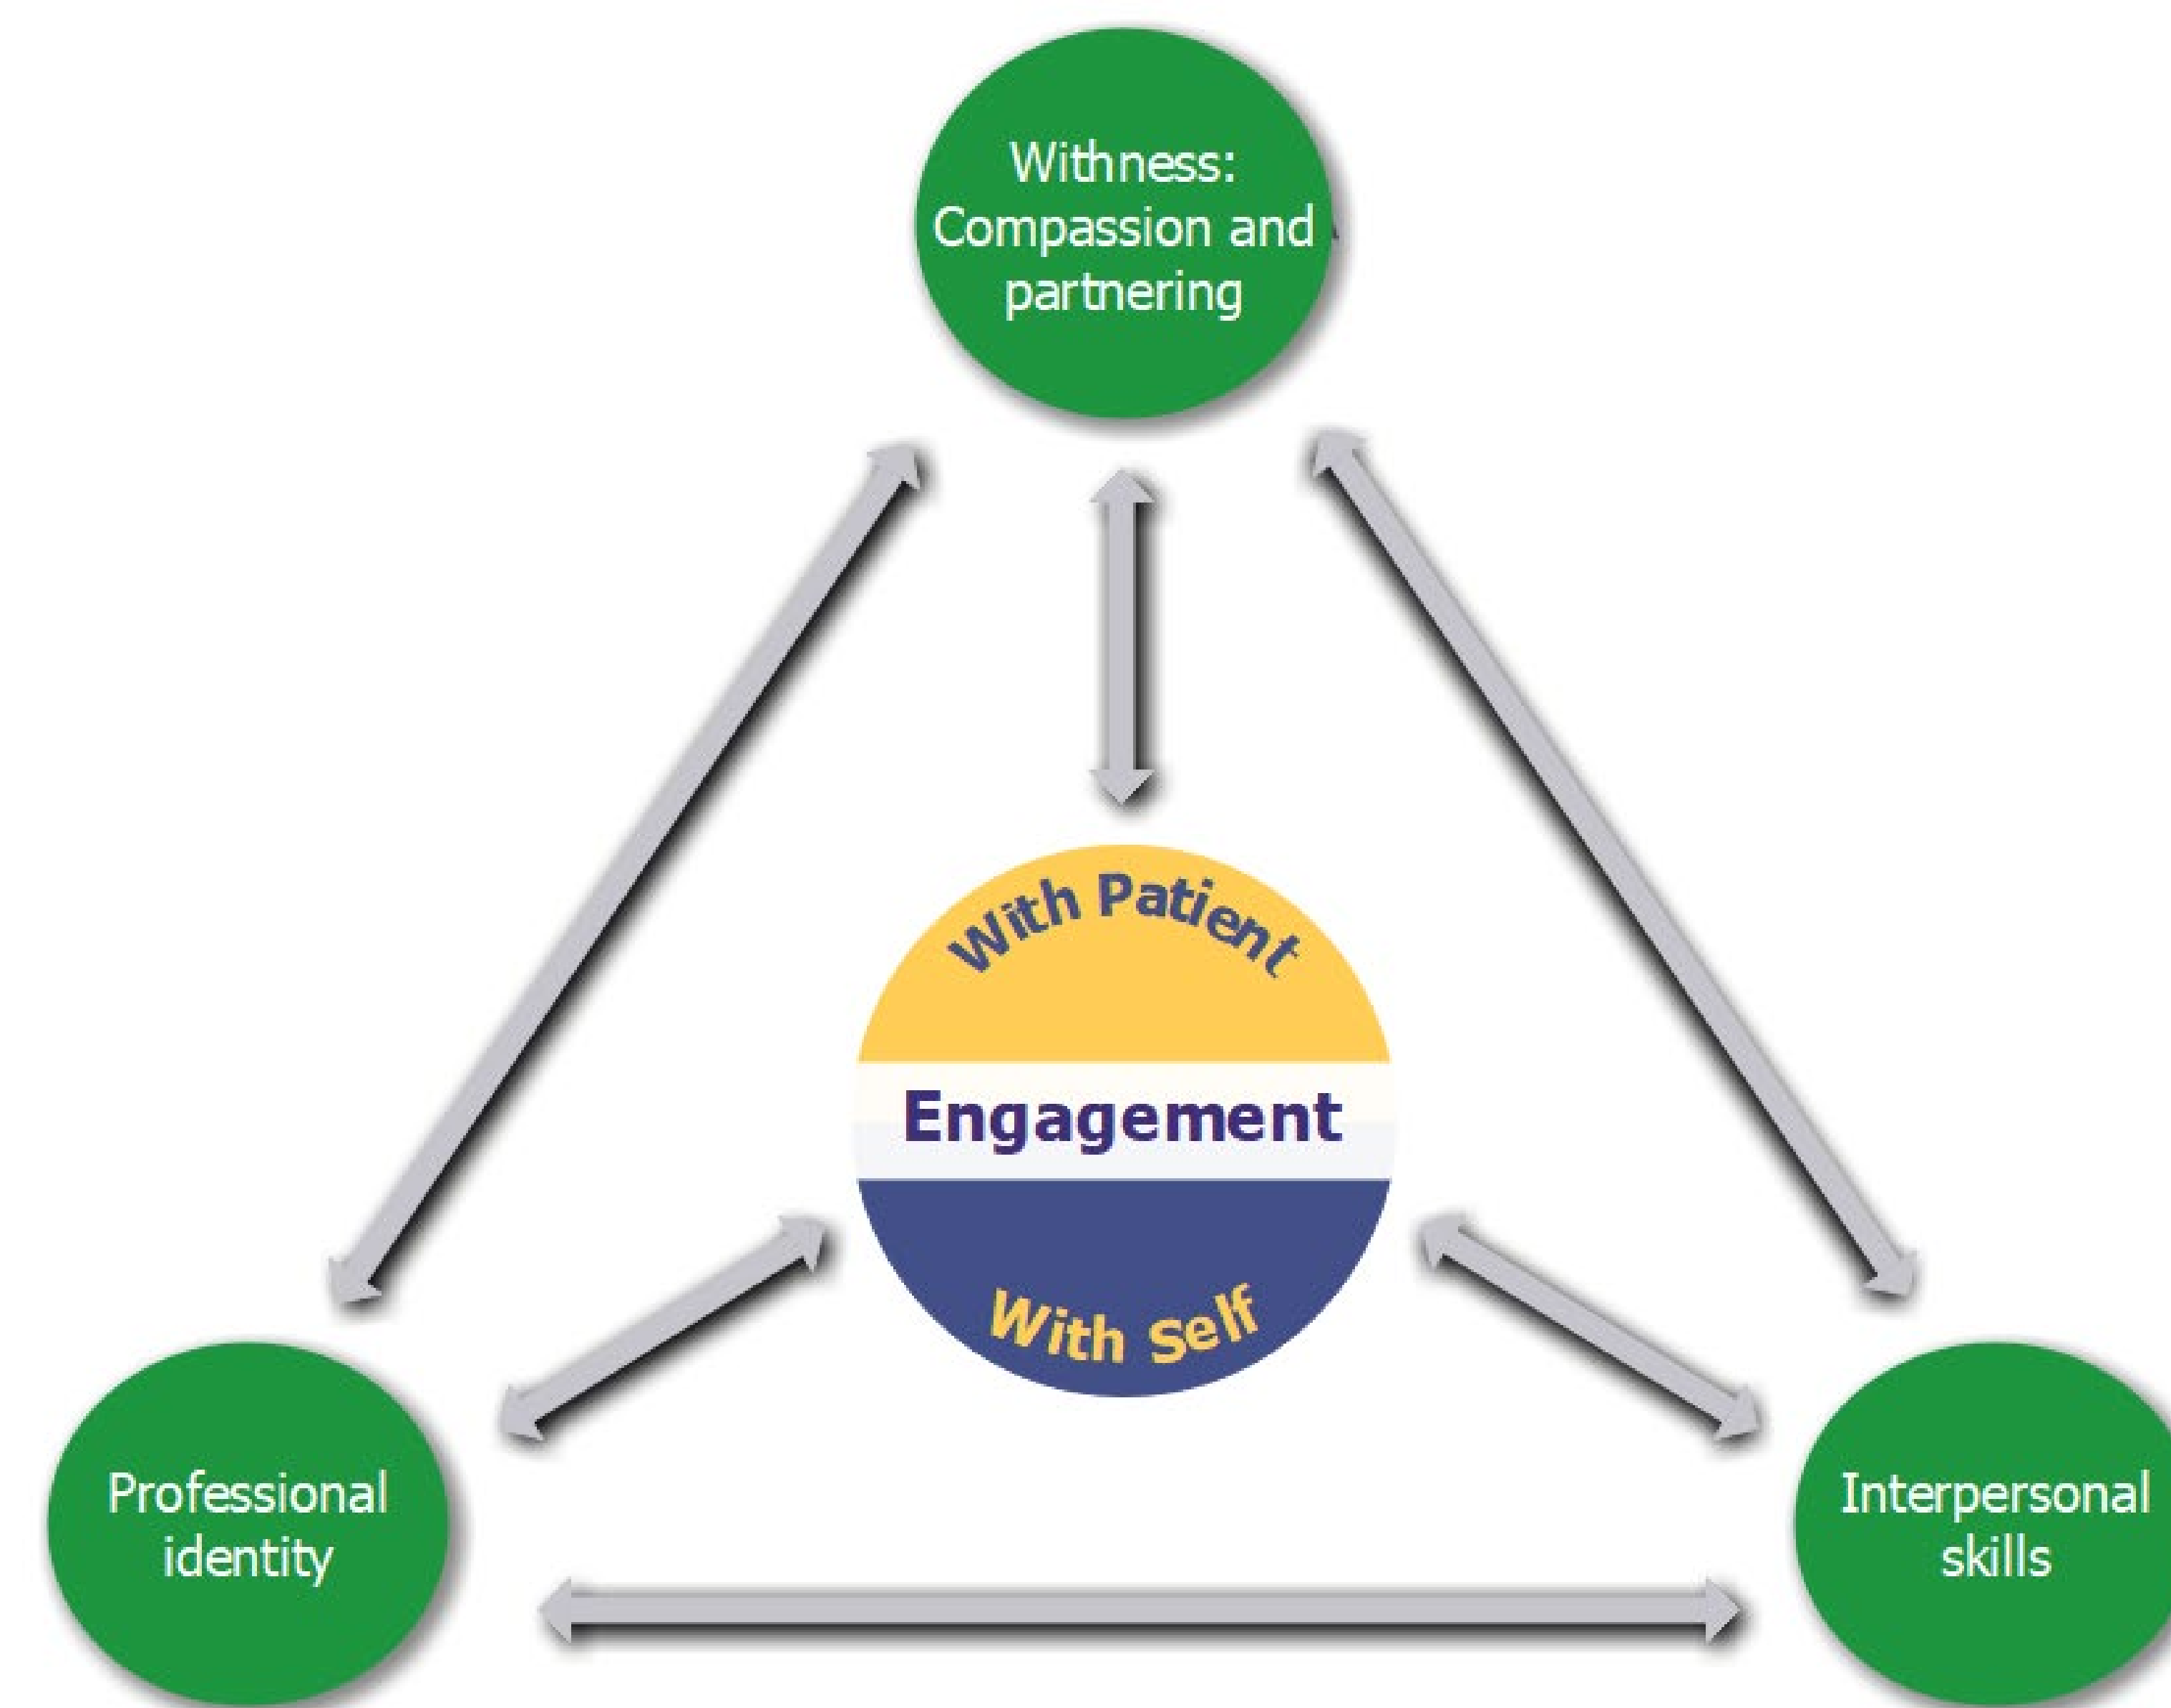 Withness:
Compassion and
partnering
With Patient
Engagement
With Self
Professional
identity
Interpersonal
skills